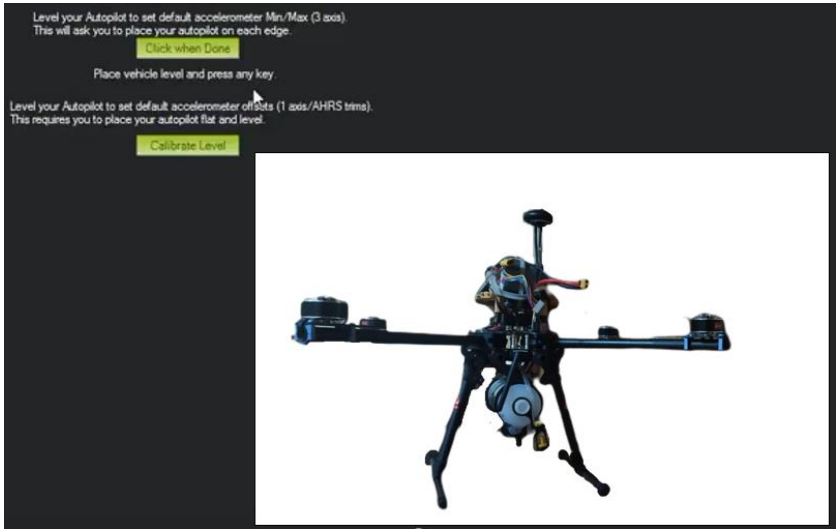 Level your Autopilot to set default accelerometer Min/Max (3 axis).
This will ask you to place your autopilot on each edge.
Click when Done
Place vehicle level and press any key.
Level your Autopilot to set default accelerometer offsets (1 axis/AHRS trims).
This requires you to place your autopilot flat and level.
Calibrate Level